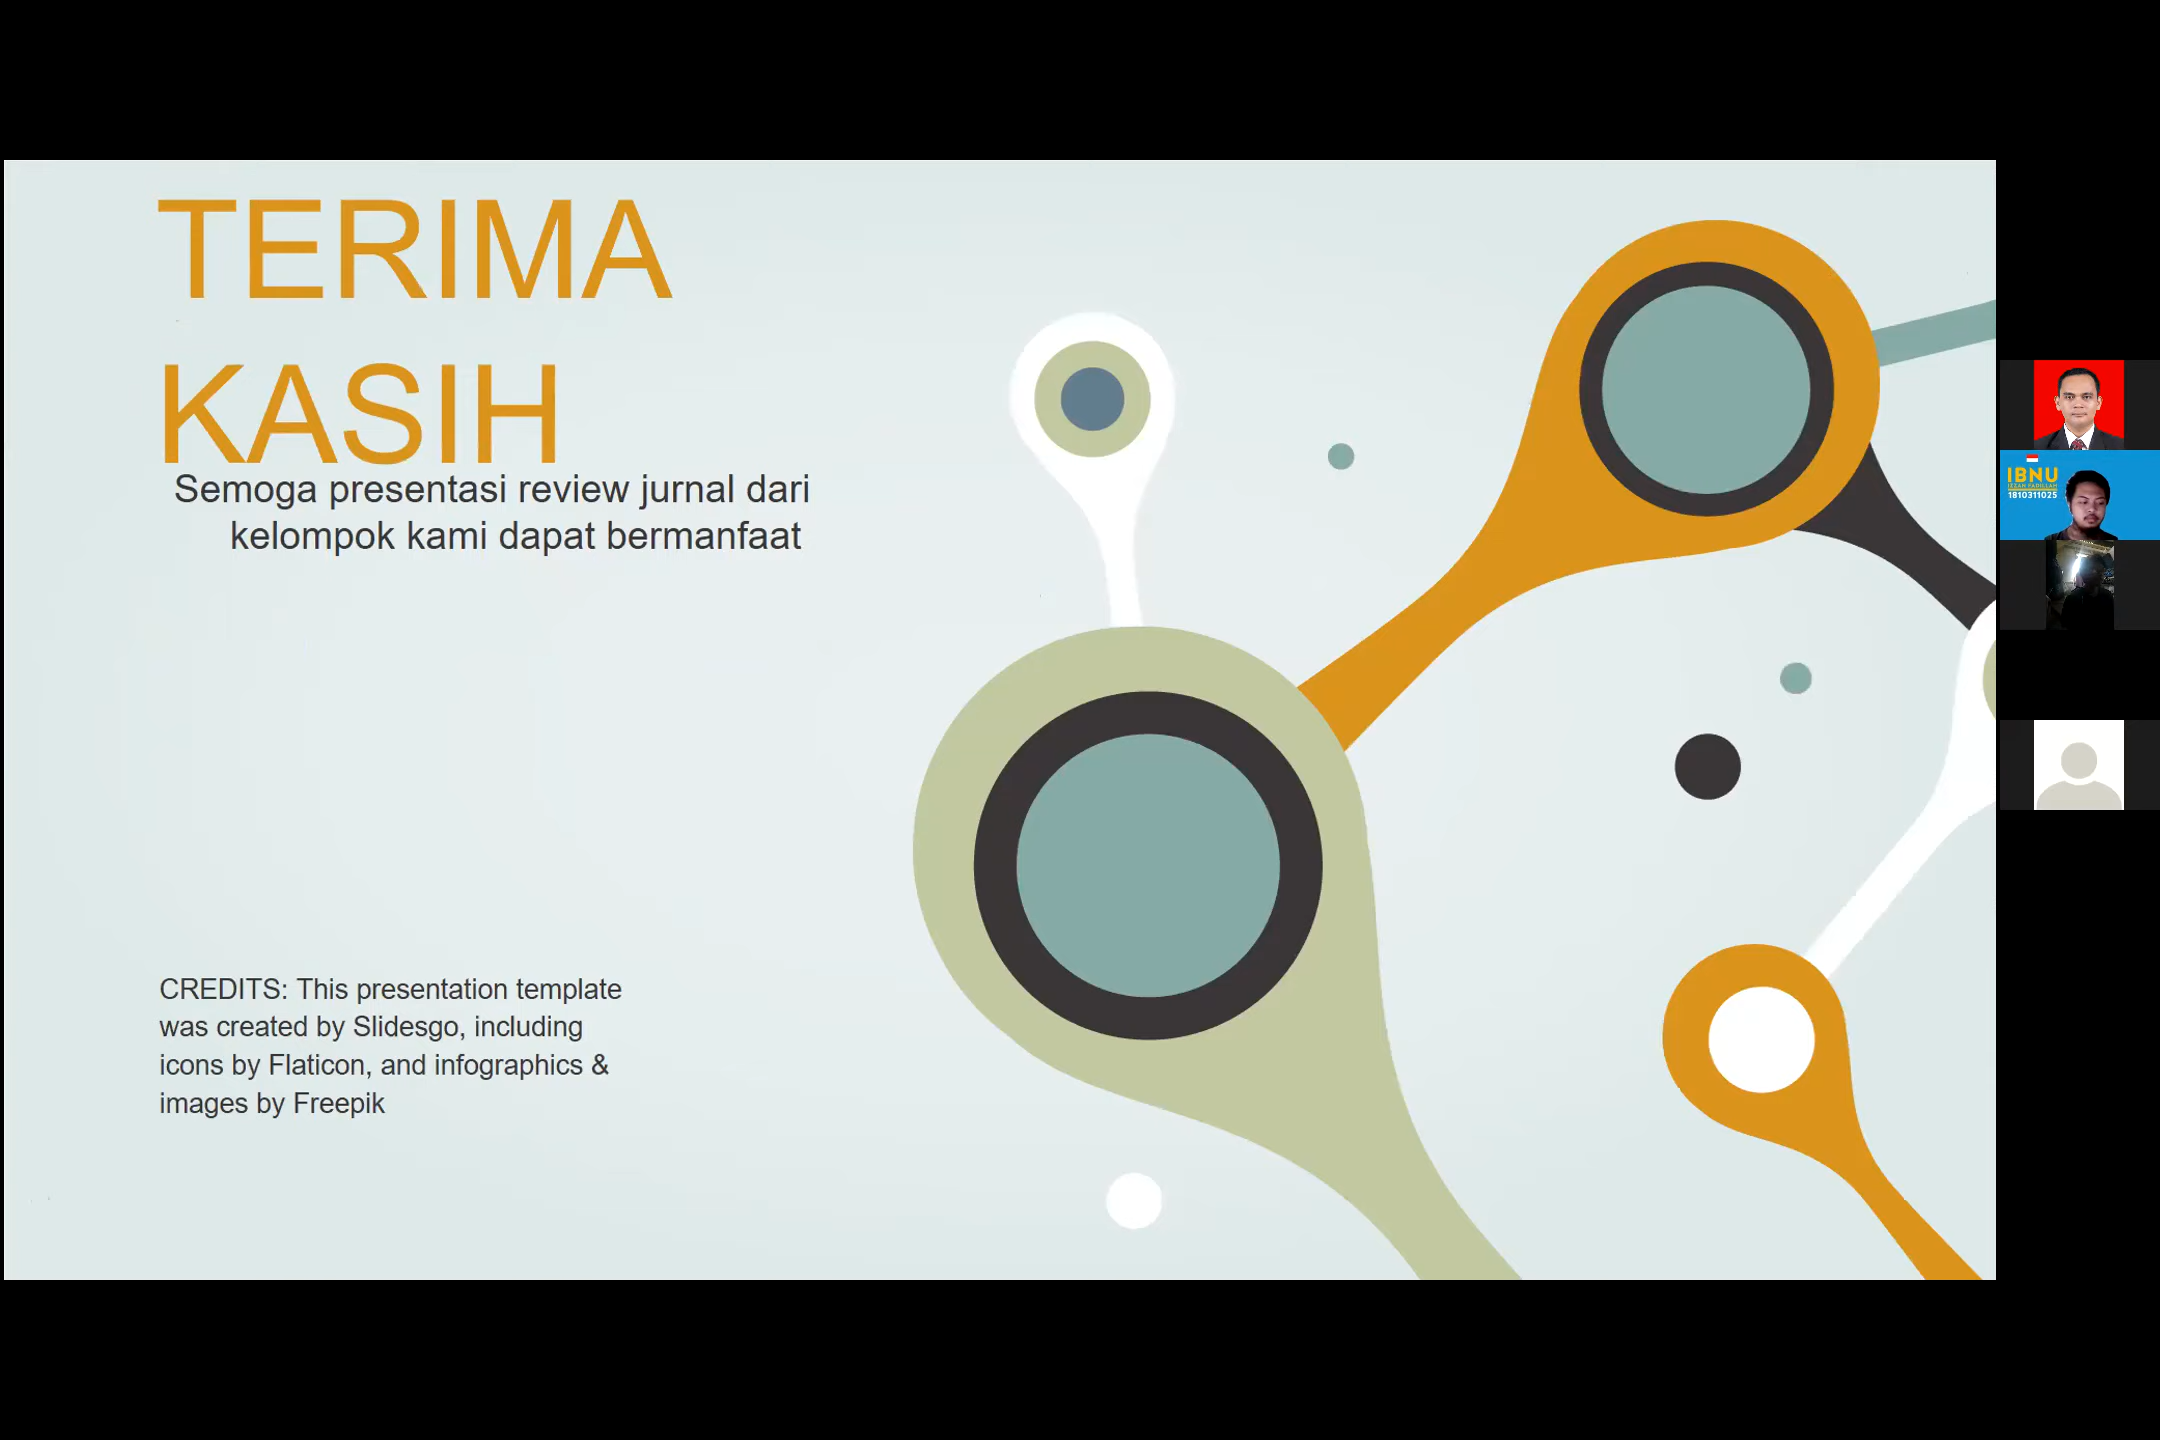 TERIMA
KASIH
Semoga presentasi review jurnal dari
kelompok kami dapat bermanfaat
CREDITS: This presentation template
was created by Slidesgo, including
icons by Flaticon, and infographics &
images by Freepik
IBNU
1810311025